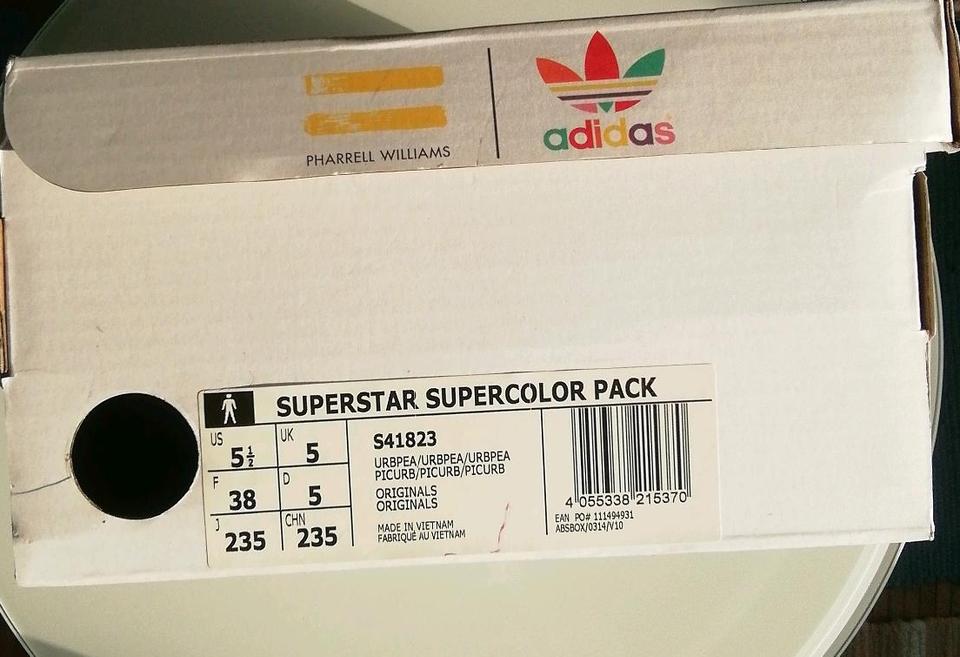 PHARRELL WILLIAMS
adidas
SUPERSTAR SUPERCOLOR PACK
US 5½ UK 5
F 38 D 5
J 235 CHN 235
S41823
URBPEA/URBPEA/URBPEA
PICURB/PICURB/PICURB
ORIGINALS
ORIGINALS
MADE IN VIETNAM
FABRIQUÉ AU VIETNAM
4 055338 215370
EAN PO# 111494931
ABSBOX/0314/V10